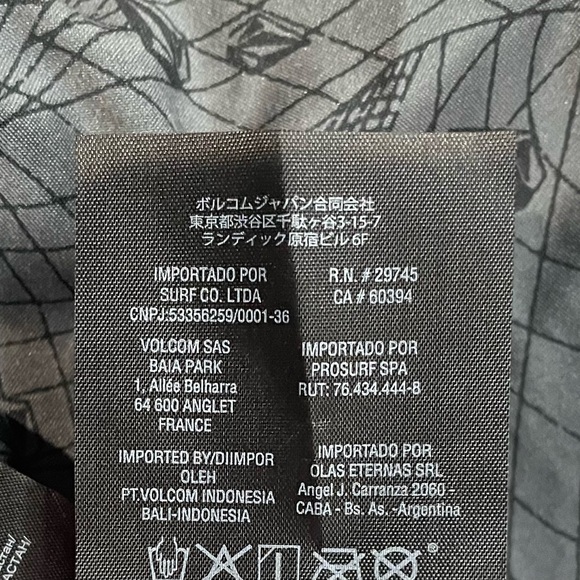 ボルコムジャパン合同会社
東京都渋谷区千駄ヶ谷3-15-7
ランディック原宿ビル 6F
IMPORTADO POR
SURF CO. LTDA
CNPJ:53356259/0001-36
R.N. # 29745
CA # 60394
VOLCOM SAS
BAIA PARK
1, Allée Belharra
64 600 ANGLET
FRANCE
IMPORTADO POR
PROSURF SPA
RUT: 76.434.444-8
IMPORTED BY/DIIMPOR
OLEH
PT.VOLCOM INDONESIA
BALI-INDONESIA
IMPORTADO POR
OLAS ETERNAS SRL
Angel J. Carranza 2060 -
CABA - Bs. As. -Argentina
®